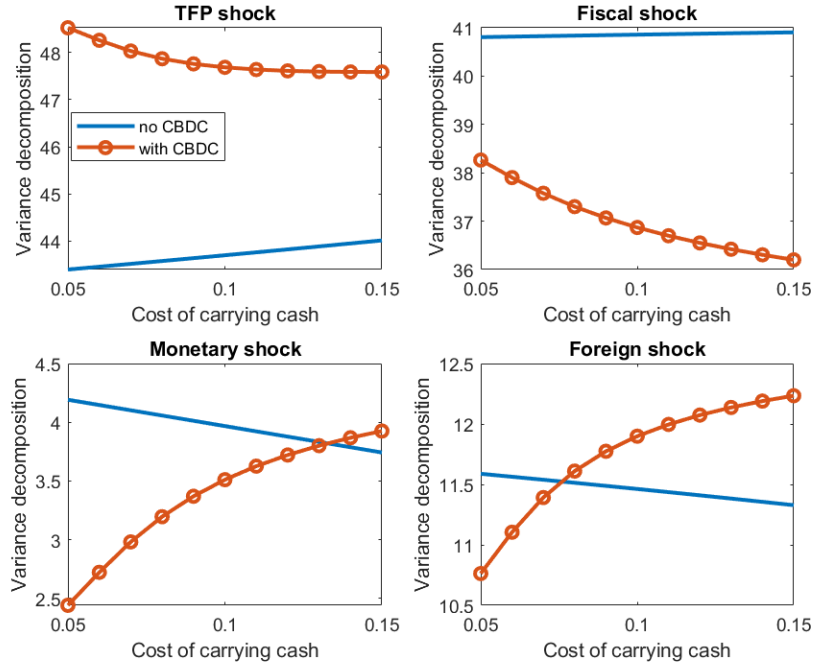 TFP shock
Variance decomposition
48
47
46
45
44
0.05
0.1
0.15
Cost of carrying cash
no CBDC
with CBDC
Fiscal shock
Variance decomposition
41
40
39
38
37
36
0.05
0.1
0.15
Cost of carrying cash
Monetary shock
Variance decomposition
4.5
4
3.5
3
2.5
0.05
0.1
0.15
Cost of carrying cash
Foreign shock
Variance decomposition
12.5
12
11.5
11
10.5
0.05
0.1
0.15
Cost of carrying cash